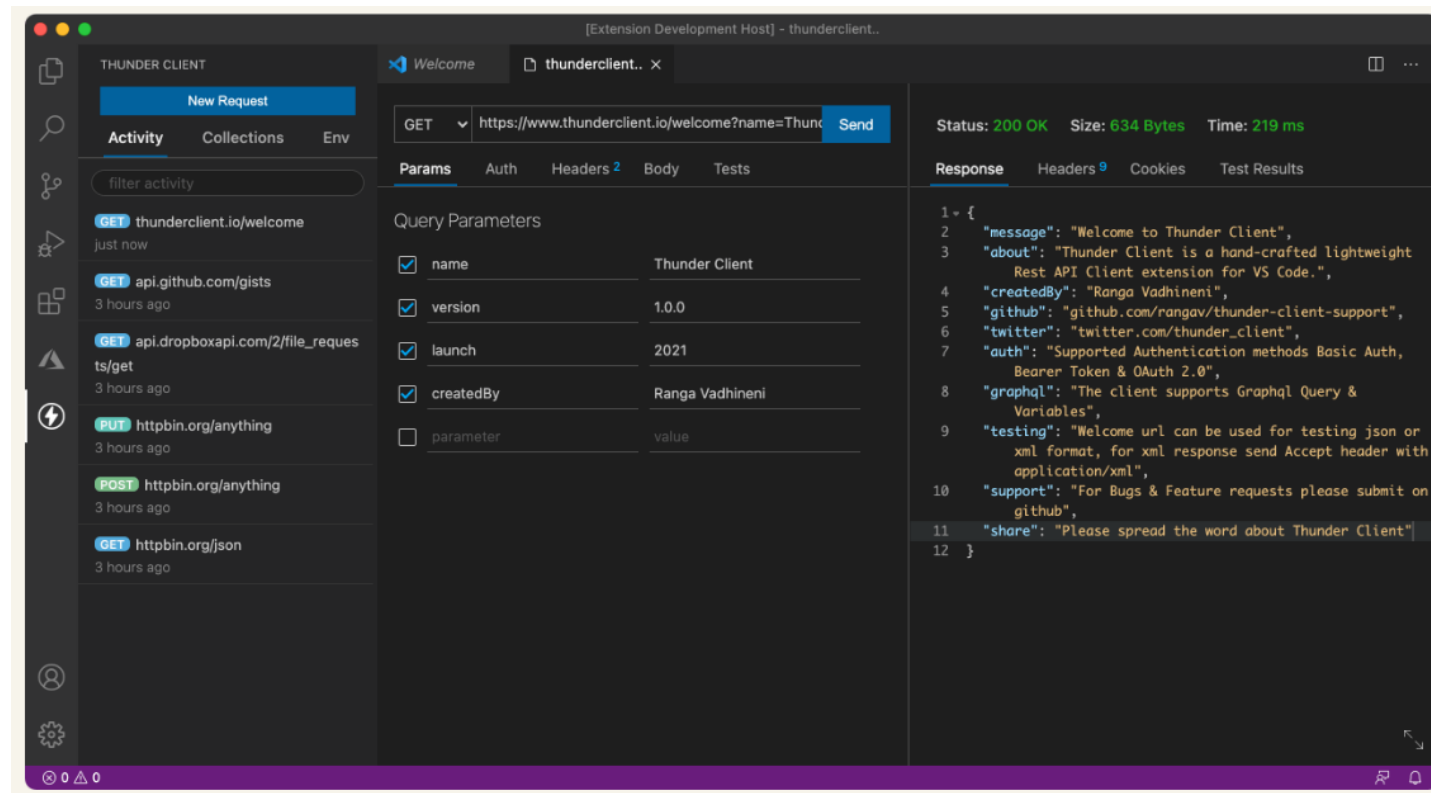 [Extension Development Host] - thunderclient..
THUNDER CLIENT
New Request
Activity Collections Env
filter activity
GET thunderclient.io/welcome
just now
GET api.github.com/gists
3 hours ago
GET api.dropboxapi.com/2/file_reques
ts/get
3 hours ago
PUT httpbin.org/anything
3 hours ago
POST httpbin.org/anything
3 hours ago
GET httpbin.org/json
3 hours ago
Welcome thunderclient..
GET https://www.thunderclient.io/welcome?name=Thund Send
Params Auth Headers 2 Body Tests
Query Parameters
name Thunder Client
version 1.0.0
launch 2021
createdBy Ranga Vadhineni
parameter value
Status: 200 OK Size: 634 Bytes Time: 219 ms
Response Headers 9 Cookies Test Results
1 {
2 "message": "Welcome to Thunder Client",
3 "about": "Thunder Client is a hand-crafted lightweight
Rest API Client extension for VS Code.",
4 "createdBy": "Ranga Vadhineni",
5 "github": "github.com/rangav/thunder-client-support",
6 "twitter": "twitter.com/thunder_client",
7 "auth": "Supported Authentication methods Basic Auth,
Bearer Token & OAuth 2.0",
8 "graphql": "The client supports Graphql Query &
Variables",
9 "testing": "Welcome url can be used for testing json or
xml format, for xml response send Accept header with
application/xml",
10 "support": "For Bugs & Feature requests please submit on
github",
11 "share": "Please spread the word about Thunder Client"
12 }
0 0